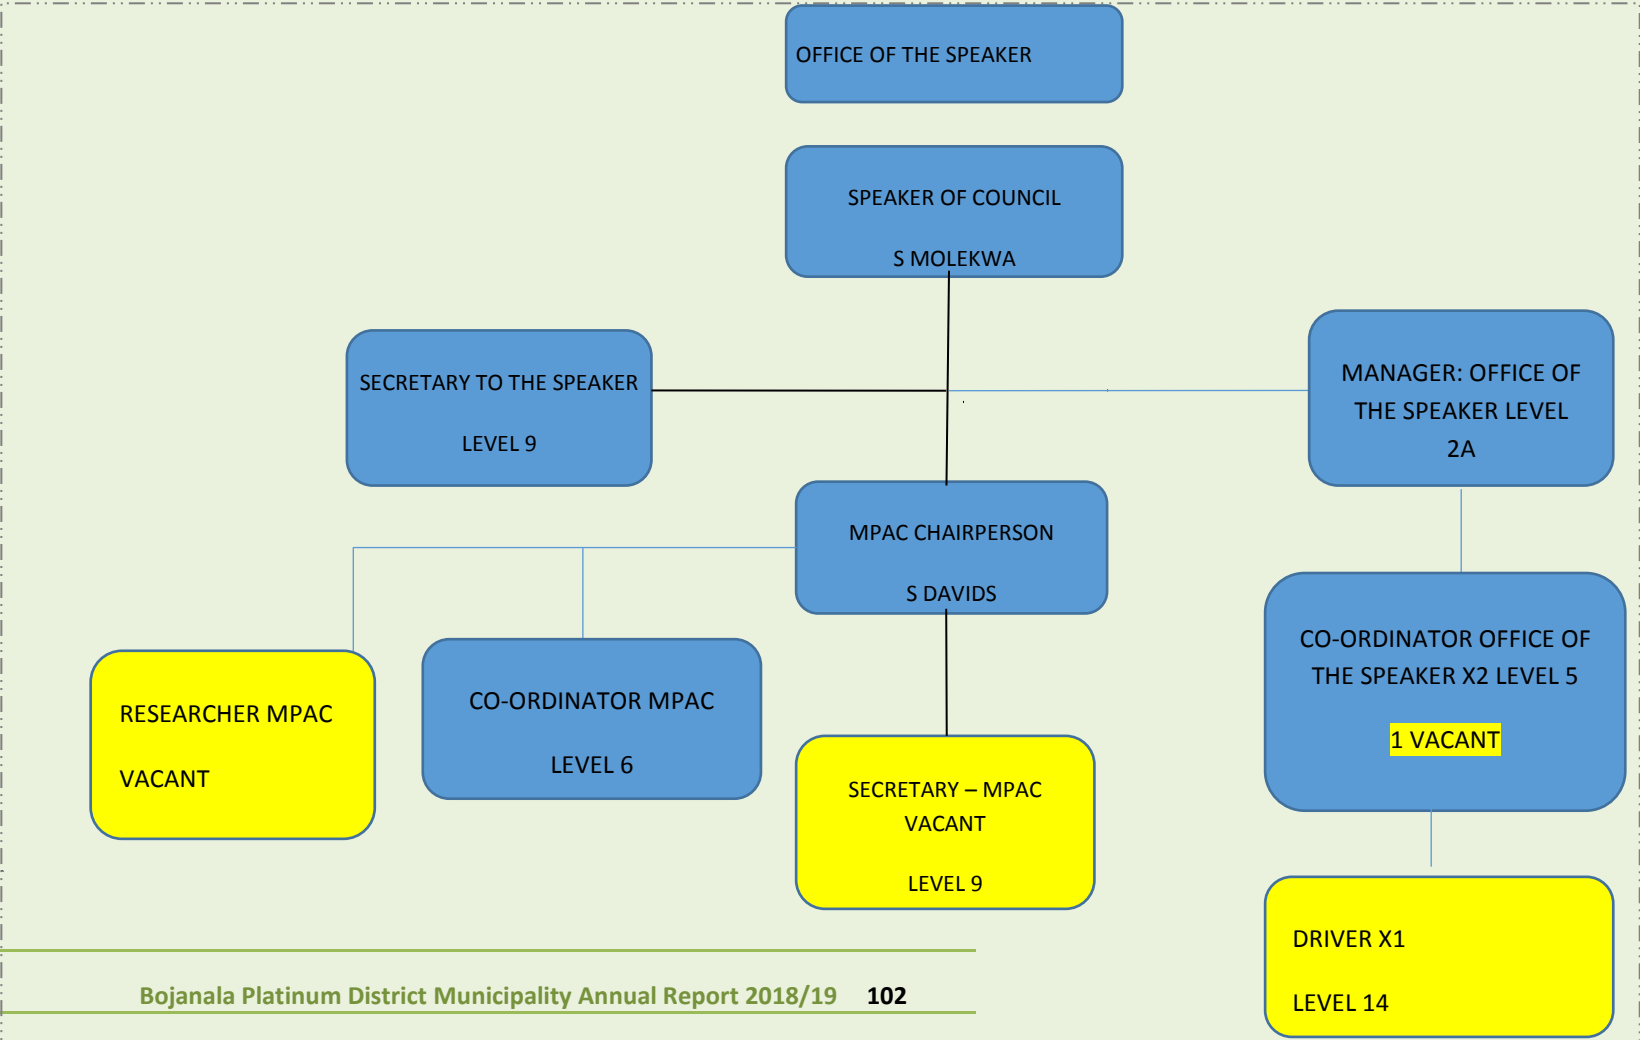 OFFICE OF THE SPEAKER
SPEAKER OF COUNCIL
S MOLEKWA
SECRETARY TO THE SPEAKER
LEVEL 9
MANAGER: OFFICE OF
THE SPEAKER LEVEL
2A
MPAC CHAIRPERSON
S DAVIDS
RESEARCHER MPAC
VACANT
CO-ORDINATOR MPAC
LEVEL 6
SECRETARY – MPAC
VACANT
LEVEL 9
CO-ORDINATOR OFFICE OF
THE SPEAKER X2 LEVEL 5
1 VACANT
DRIVER X1
LEVEL 14
Bojanala Platinum District Municipality Annual Report 2018/19 102